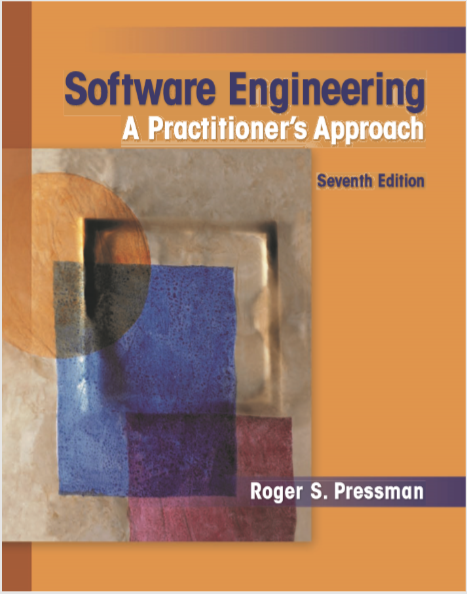 Software Engineering
A Practitioner's Approach
Seventh Edition
Roger S. Pressman